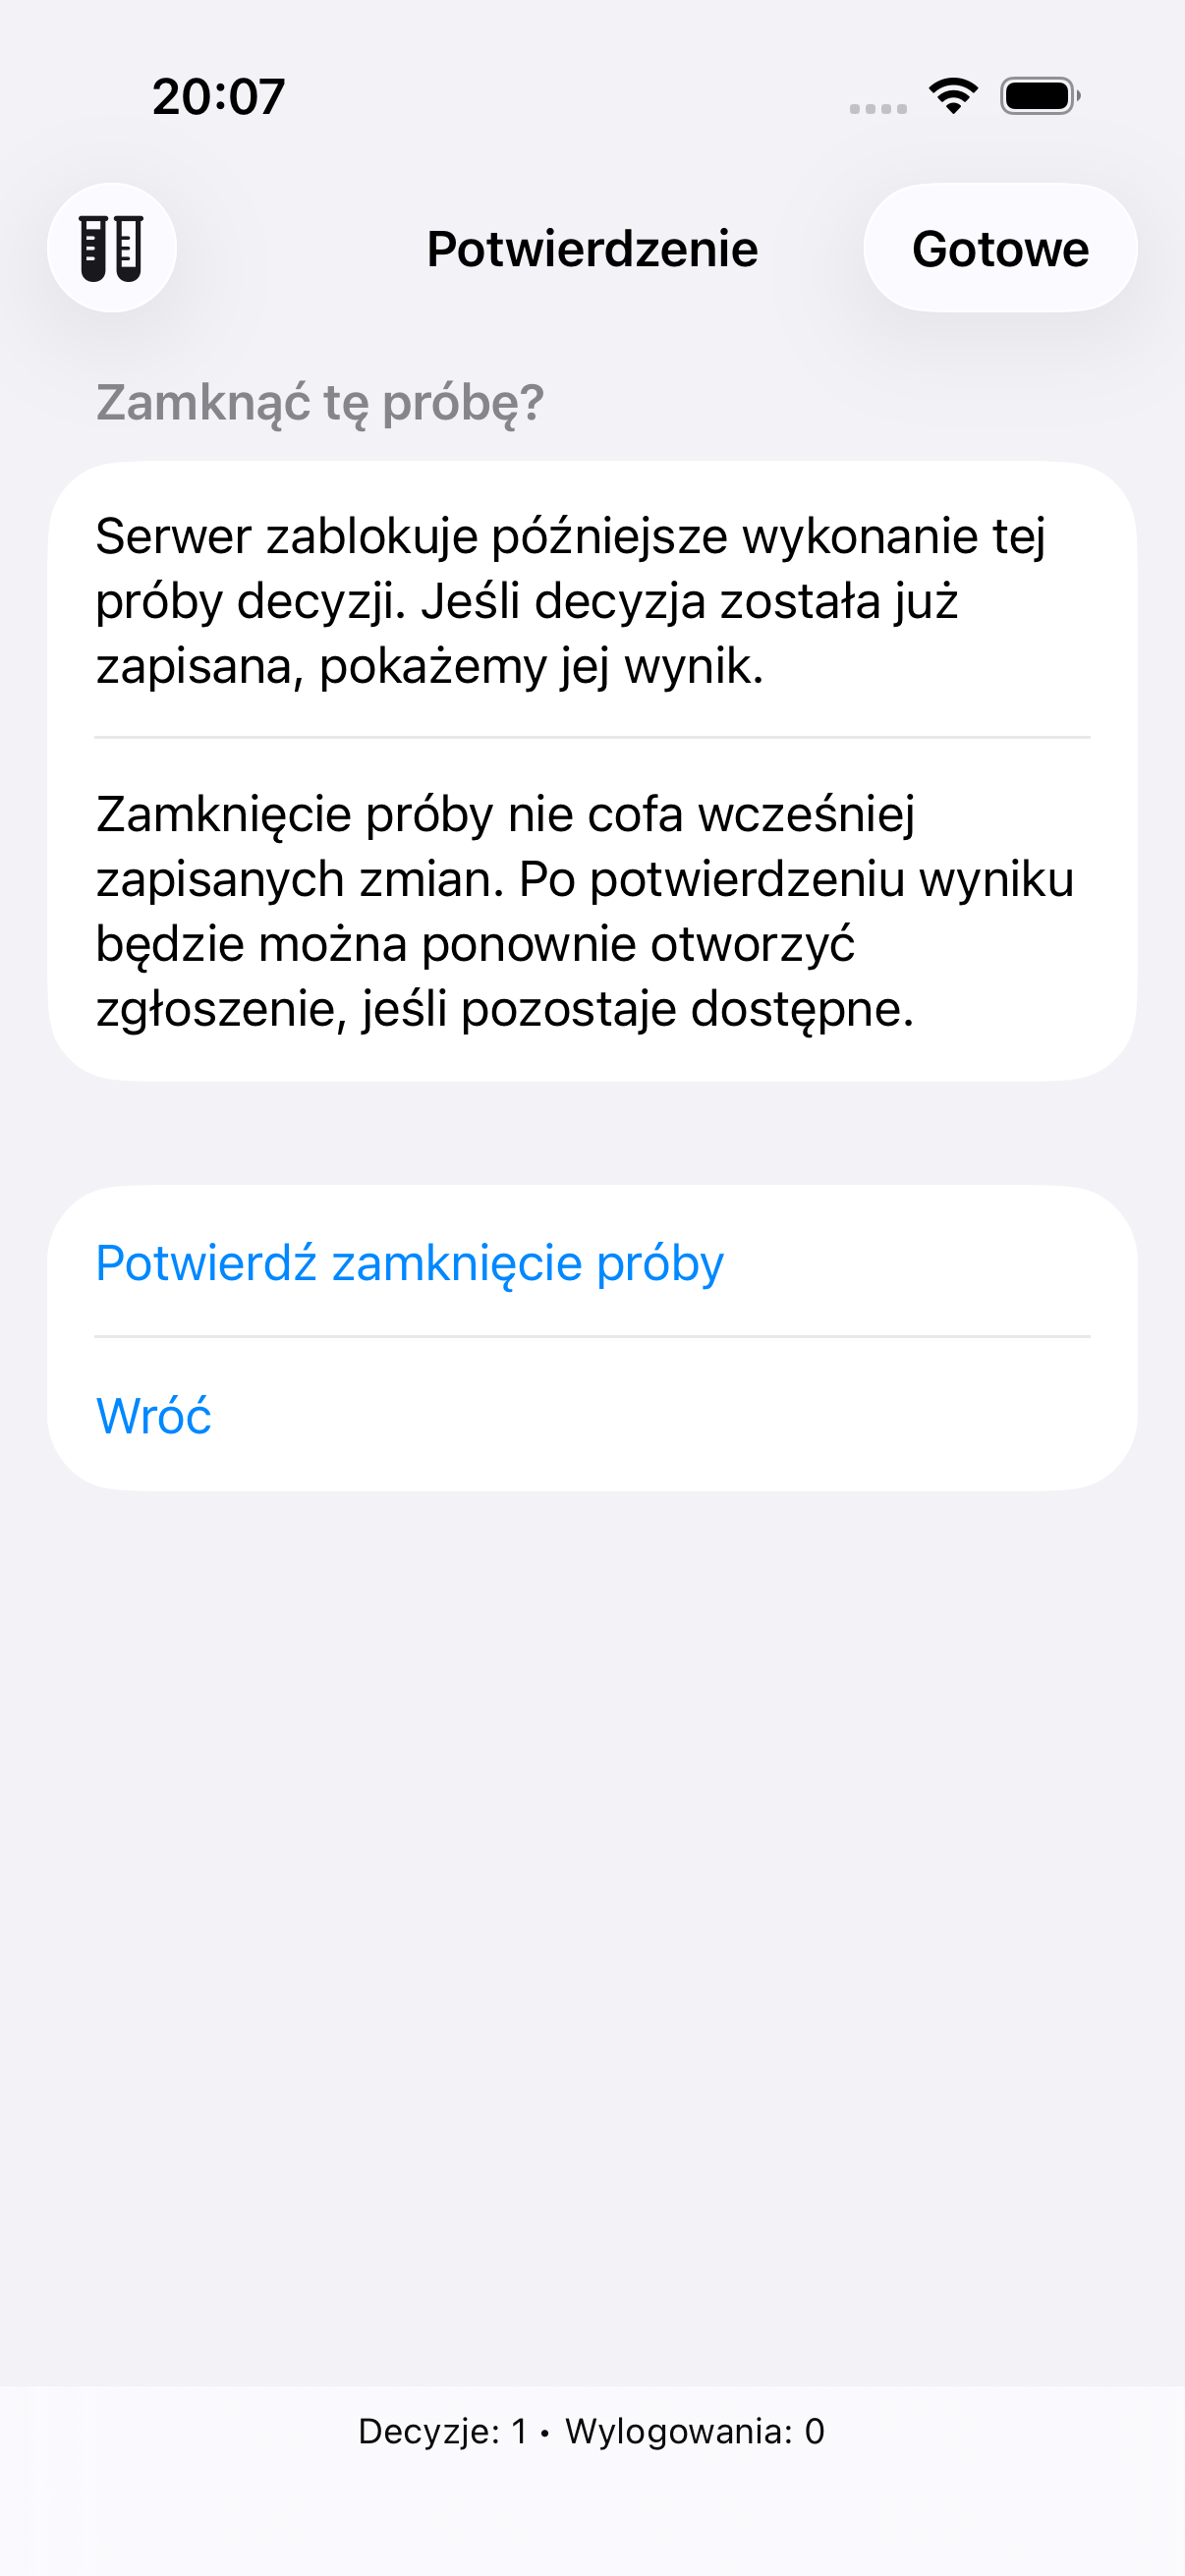 20:07
Potwierdzenie
Gotowe
Zamknąć tę próbę?
Serwer zablokuje późniejsze wykonanie tej
próby decyzji. Jeśli decyzja została już
zapisana, pokażemy jej wynik.
Zamknięcie próby nie cofa wcześniej
zapisanych zmian. Po potwierdzeniu wyniku
będzie można ponownie otworzyć
zgłoszenie, jeśli pozostaje dostępne.
Potwierdź zamknięcie próby
Wróć
Decyzje: 1 • Wylogowania: 0